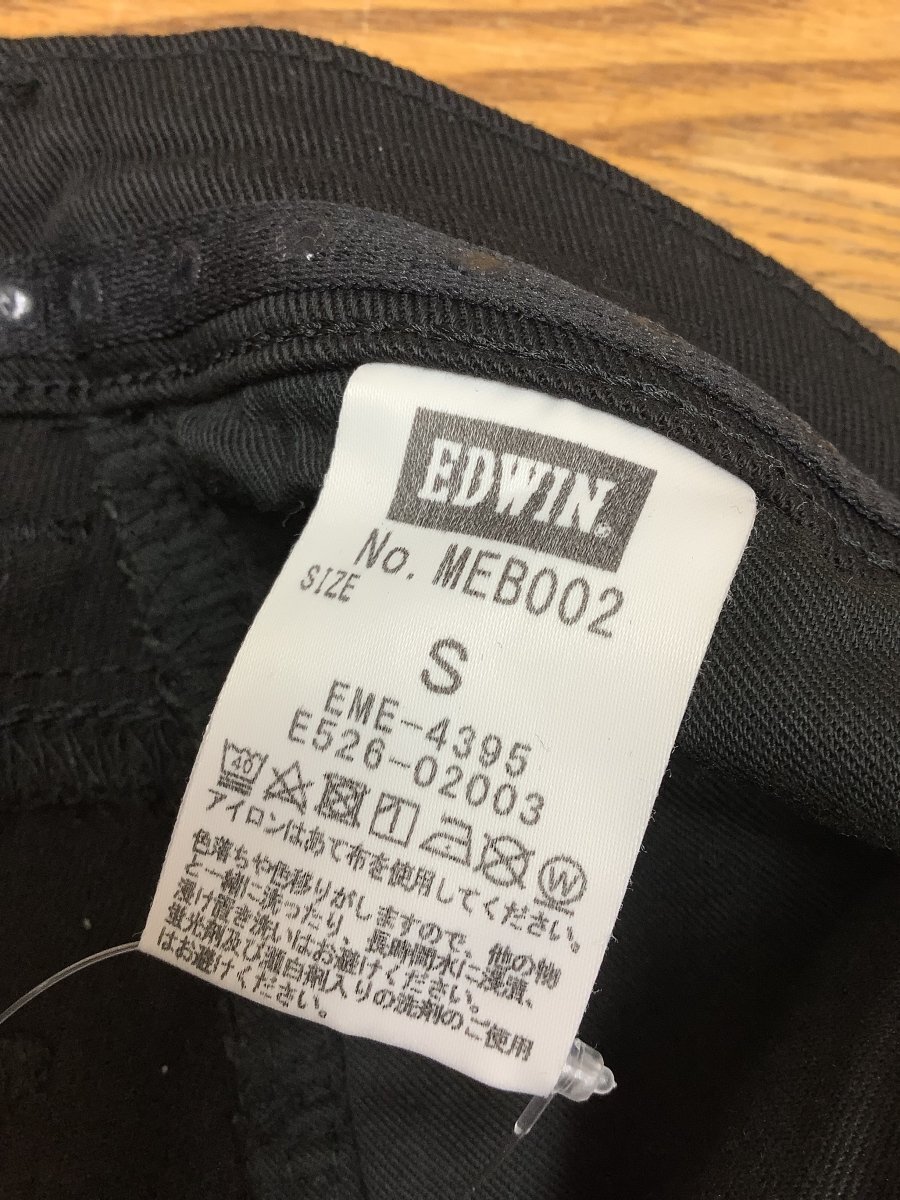 EDWIN
No. MEB002
SIZE
S
EME-4395
E526-02003
40
1
W
アイロンはあて布を使用してください。
色落ちや色移りがしますので、他の物
と一緒に洗ったり、長時間水に浸漬、
漬け置き洗いはお避けください。
蛍光剤及び漂白剤入りの洗剤のご使用
はお避けください。